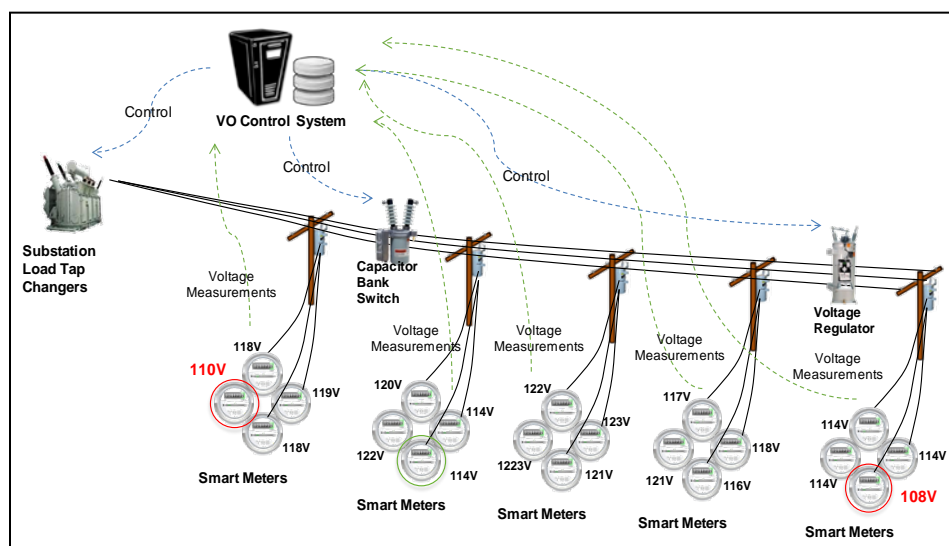 Control
VO Control System
Control
Control
Substation
Load Tap
Changers
Voltage
Measurements
Capacitor
Bank
Switch
Voltage
Measurements
Voltage
Measurements
Voltage
Measurements
Voltage
Regulator
Voltage
Measurements
118V
110V
119V
118V
Smart Meters
120V
114V
122V
114V
Smart Meters
122V
123V
1223V
121V
Smart Meters
117V
118V
121V
116V
Smart Meters
114V
114V
114V
108V
Smart Meters